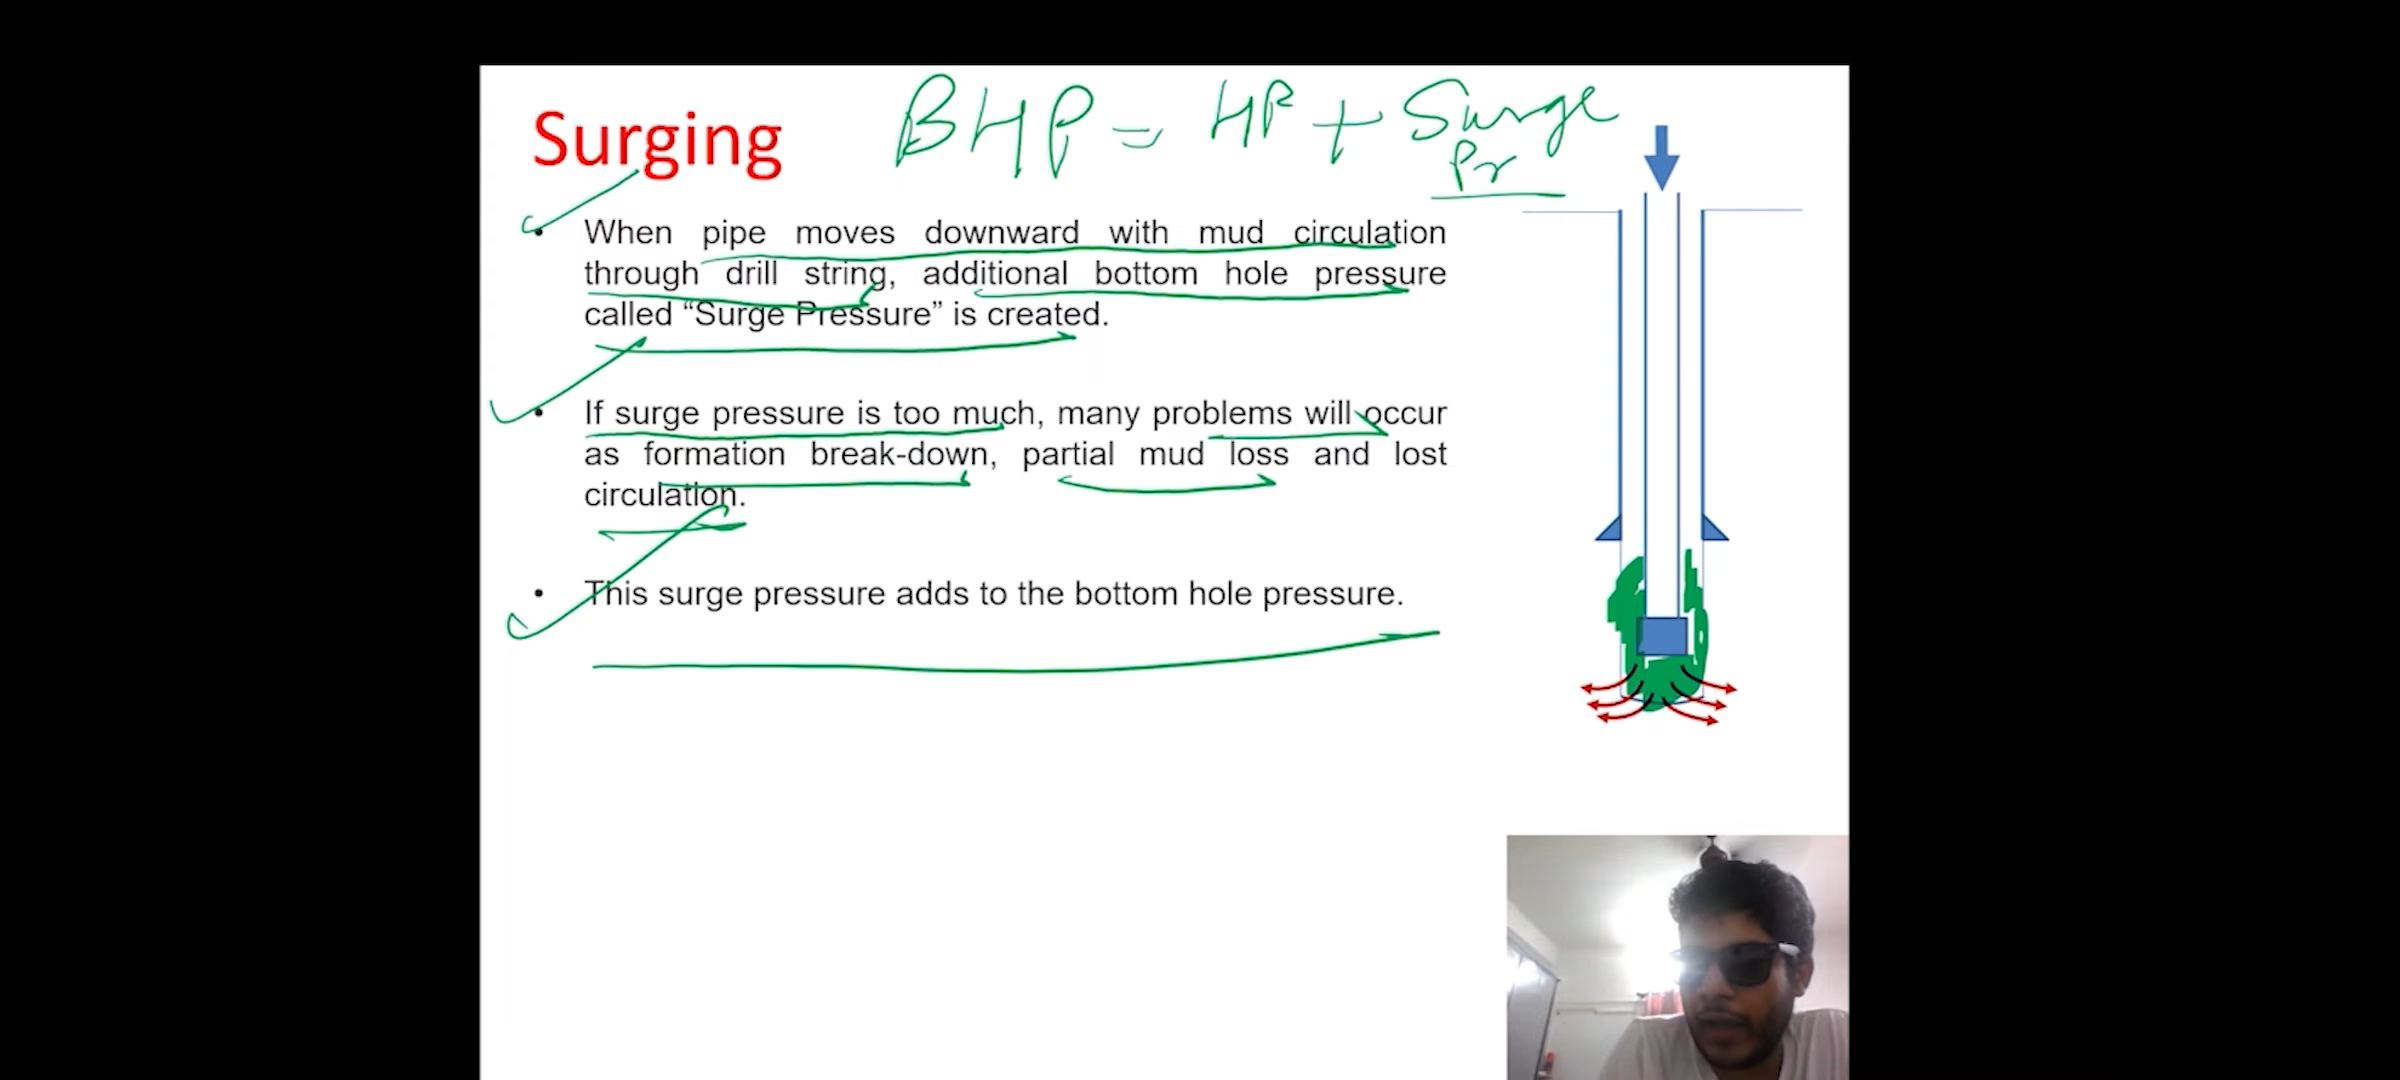 Surging
BHP = HP + Surge
Pr
• When pipe moves downward with mud circulation
through drill string, additional bottom hole pressure
called “Surge Pressure” is created.
• If surge pressure is too much, many problems will occur
as formation break-down, partial mud loss and lost
circulation.
• This surge pressure adds to the bottom hole pressure.